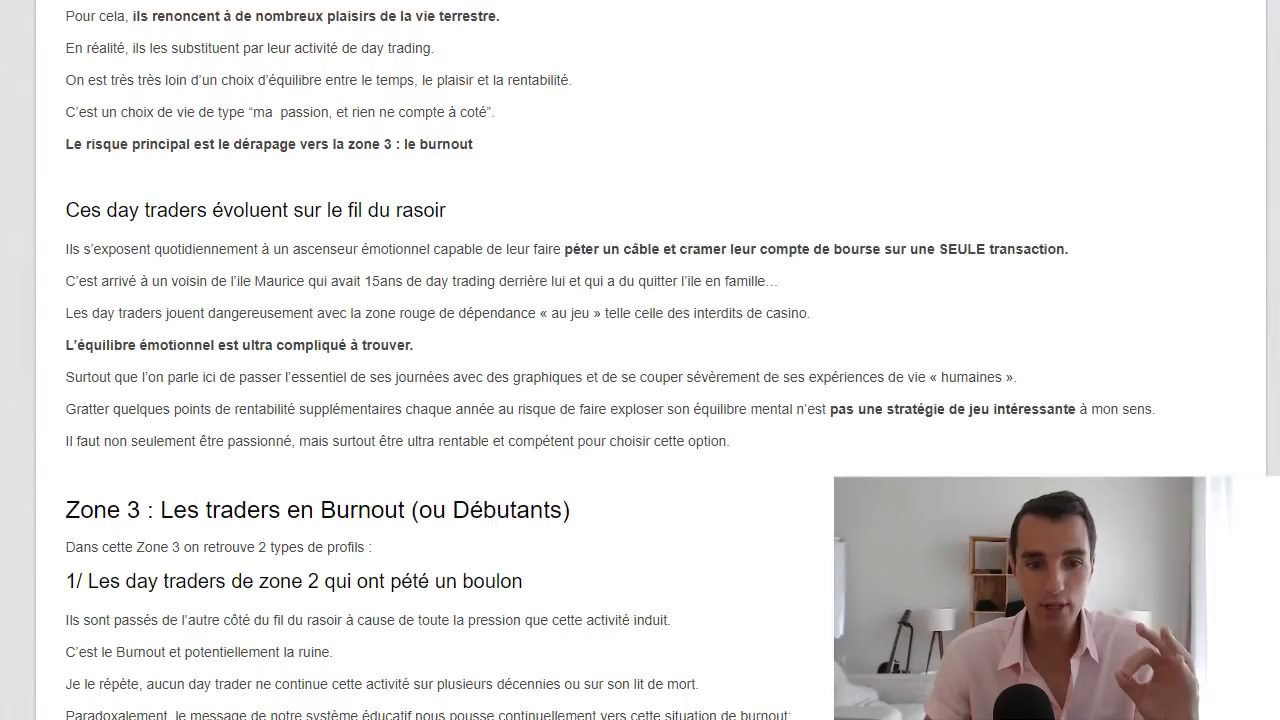 Pour cela, ils renoncent à de nombreux plaisirs de la vie terrestre.
En réalité, ils les substituent par leur activité de day trading.
On est très très loin d’un choix d’équilibre entre le temps, le plaisir et la rentabilité.
C’est un choix de vie de type “ma  passion, et rien ne compte à coté”.
Le risque principal est le dérapage vers la zone 3 : le burnout
Ces day traders évoluent sur le fil du rasoir
Ils s’exposent quotidiennement à un ascenseur émotionnel capable de leur faire péter un câble et cramer leur compte de bourse sur une SEULE transaction.
C’est arrivé à un voisin de l’île Maurice qui avait 15ans de day trading derrière lui et qui a du quitter l’ile en famille…
Les day traders jouent dangereusement avec la zone rouge de dépendance « au jeu » telle celle des interdits de casino.
L’équilibre émotionnel est ultra compliqué à trouver.
Surtout que l’on parle ici de passer l’essentiel de ses journées avec des graphiques et de se couper sévèrement de ses expériences de vie « humaines ».
Gratter quelques points de rentabilité supplémentaires chaque année au risque de faire exploser son équilibre mental n’est pas une stratégie de jeu intéressante à mon sens.
Il faut non seulement être passionné, mais surtout être ultra rentable et compétent pour choisir cette option.
Zone 3 : Les traders en Burnout (ou Débutants)
Dans cette Zone 3 on retrouve 2 types de profils :
1/ Les day traders de zone 2 qui ont pété un boulon
Ils sont passés de l’autre côté du fil du rasoir à cause de toute la pression que cette activité induit.
C’est le Burnout et potentiellement la ruine.
Je le répète, aucun day trader ne continue cette activité sur plusieurs décennies ou sur son lit de mort.
Paradoxalement, le message de notre système éducatif nous pousse continuellement vers cette situation de burnout: